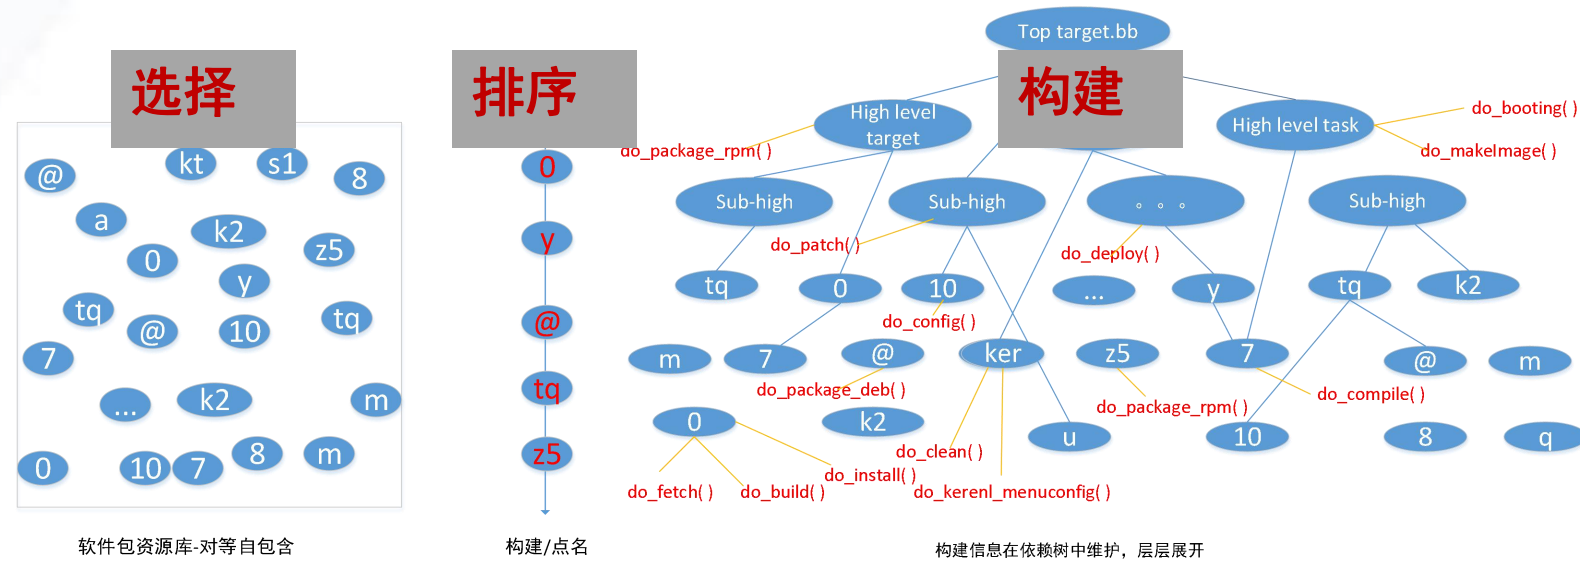 选择
kt
s1
@
8
a
k2
0
z5
y
tq
@
10
tq
7
...
k2
m
0
10
7
8
m
软件包资源库-对等自包含
排序
0
y
@
tq
z5
构建/点名
Top target.bb
构建
High level
target
High level task
do_booting( )
do_package_rpm( )
do_makeImage( )
Sub-high
Sub-high
。。。
Sub-high
do_patch( )
do_deploy( )
tq
0
10
...
y
tq
k2
do_config( )
m
7
@
ker
z5
7
@
m
do_package_deb( )
do_package_rpm( )
do_compile( )
0
k2
u
10
8
q
do_clean( )
do_install( )
do_fetch( )
do_build( )
do_kerenl_menuconfig( )
构建信息在依赖树中维护，层层展开